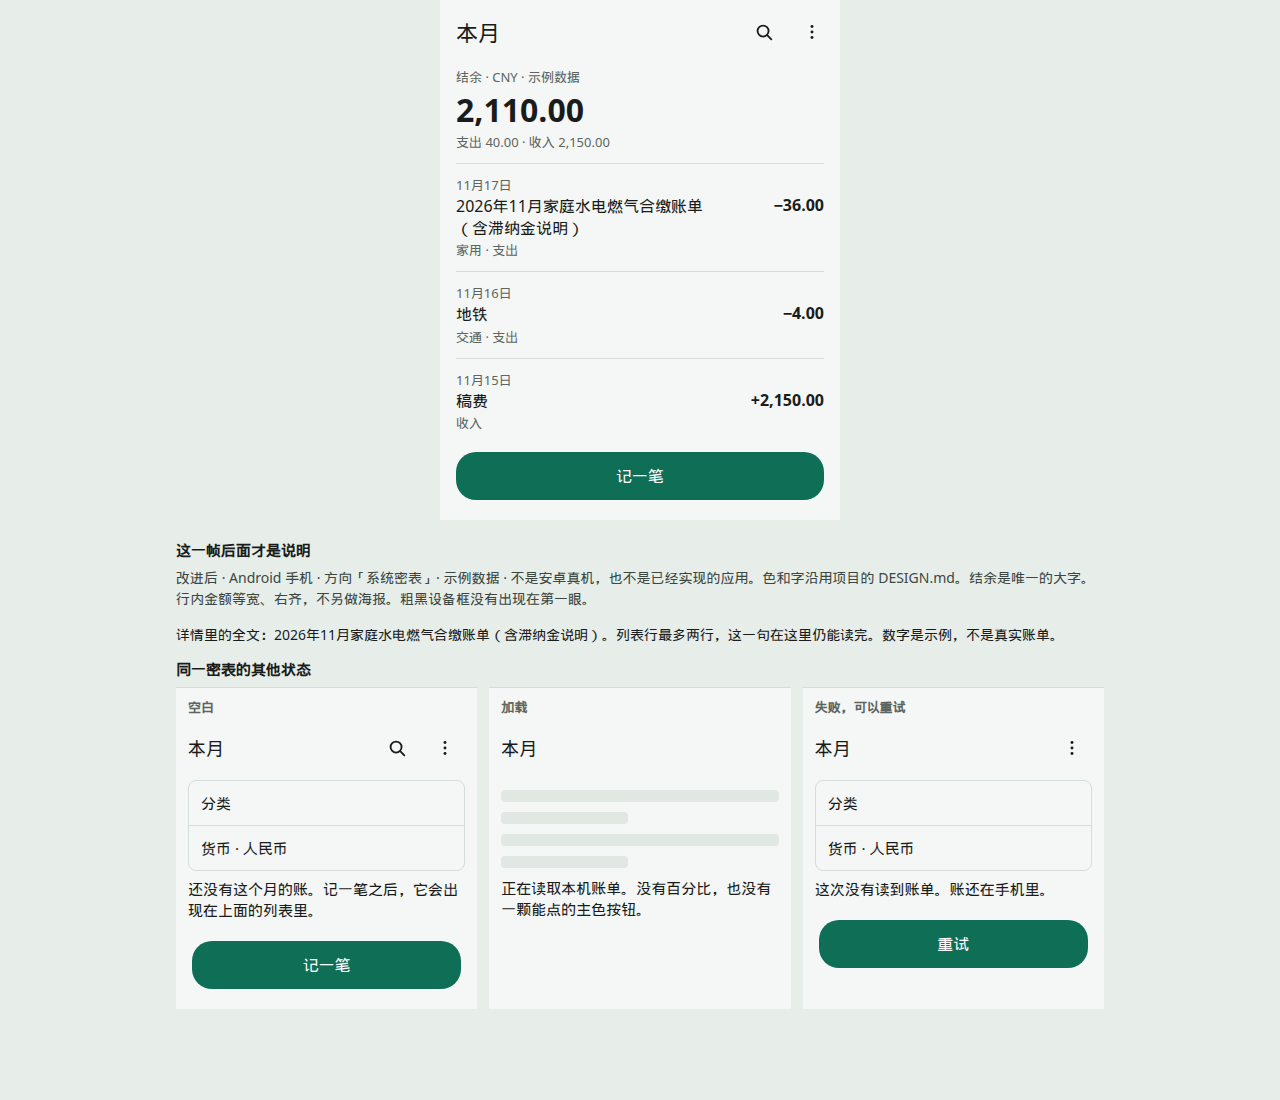 本月
结余 · CNY · 示例数据
2,110.00
支出 40.00 · 收入 2,150.00
11月17日
2026年11月家庭水电燃气合缴账单
（含滞纳金说明）
−36.00
家用 · 支出
11月16日
地铁
−4.00
交通 · 支出
11月15日
稿费
+2,150.00
收入
记一笔
这一帧后面才是说明
改进后 · Android 手机 · 方向「系统密表」· 示例数据 · 不是安卓真机，也不是已经实现的应用。色和字沿用项目的 DESIGN.md。结余是唯一的大字。
行内金额等宽、右齐，不另做海报。粗黑设备框没有出现在第一眼。
详情里的全文：2026年11月家庭水电燃气合缴账单（含滞纳金说明）。列表行最多两行，这一句在这里仍能读完。数字是示例，不是真实账单。
同一密表的其他状态
空白
本月
分类
货币 · 人民币
还没有这个月的账。记一笔之后，它会出
现在上面的列表里。
记一笔
加载
本月
正在读取本机账单。没有百分比，也没有
一颗能点的主色按钮。
失败，可以重试
本月
分类
货币 · 人民币
这次没有读到账单。账还在手机里。
重试